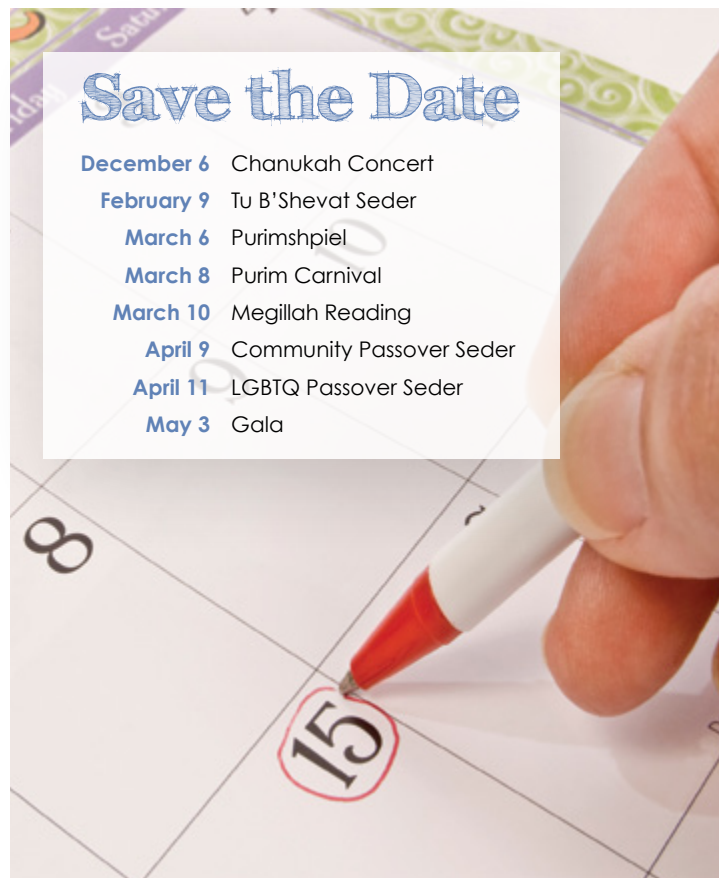 Save the Date
December 6 Chanukah Concert
February 9 Tu B'Shevat Seder
March 6 Purimshpiel
March 8 Purim Carnival
March 10 Megillah Reading
April 9 Community Passover Seder
April 11 LGBTQ Passover Seder
May 3 Gala
10
9
8
15